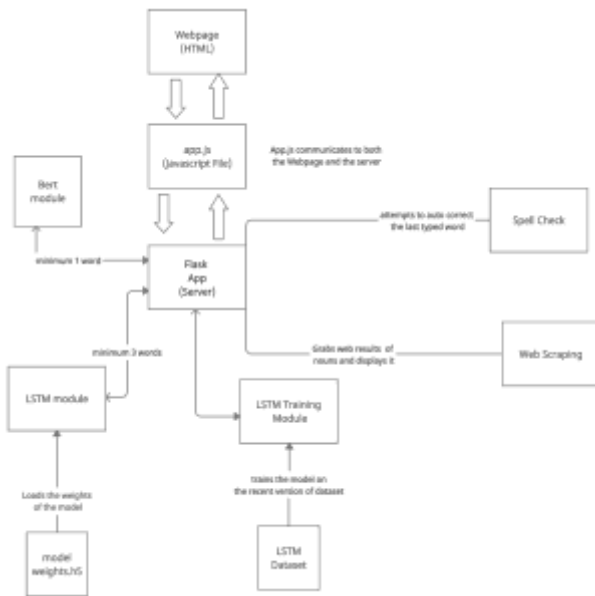 Webpage
(HTML)
app.js
(Javascript File)
App.js communicates to both
the Webpage and the server
Bert
module
attempts to auto correct
the last typed word
Spell Check
minimum 1 word
Flask
App
(Server)
minimum 3 words
Grabs web results of
nouns and displays it
Web Scraping
LSTM module
LSTM Training
Module
Loads the weights
of the model
trains the model on
the recent version of dataset
model
weights.h5
LSTM
Dataset